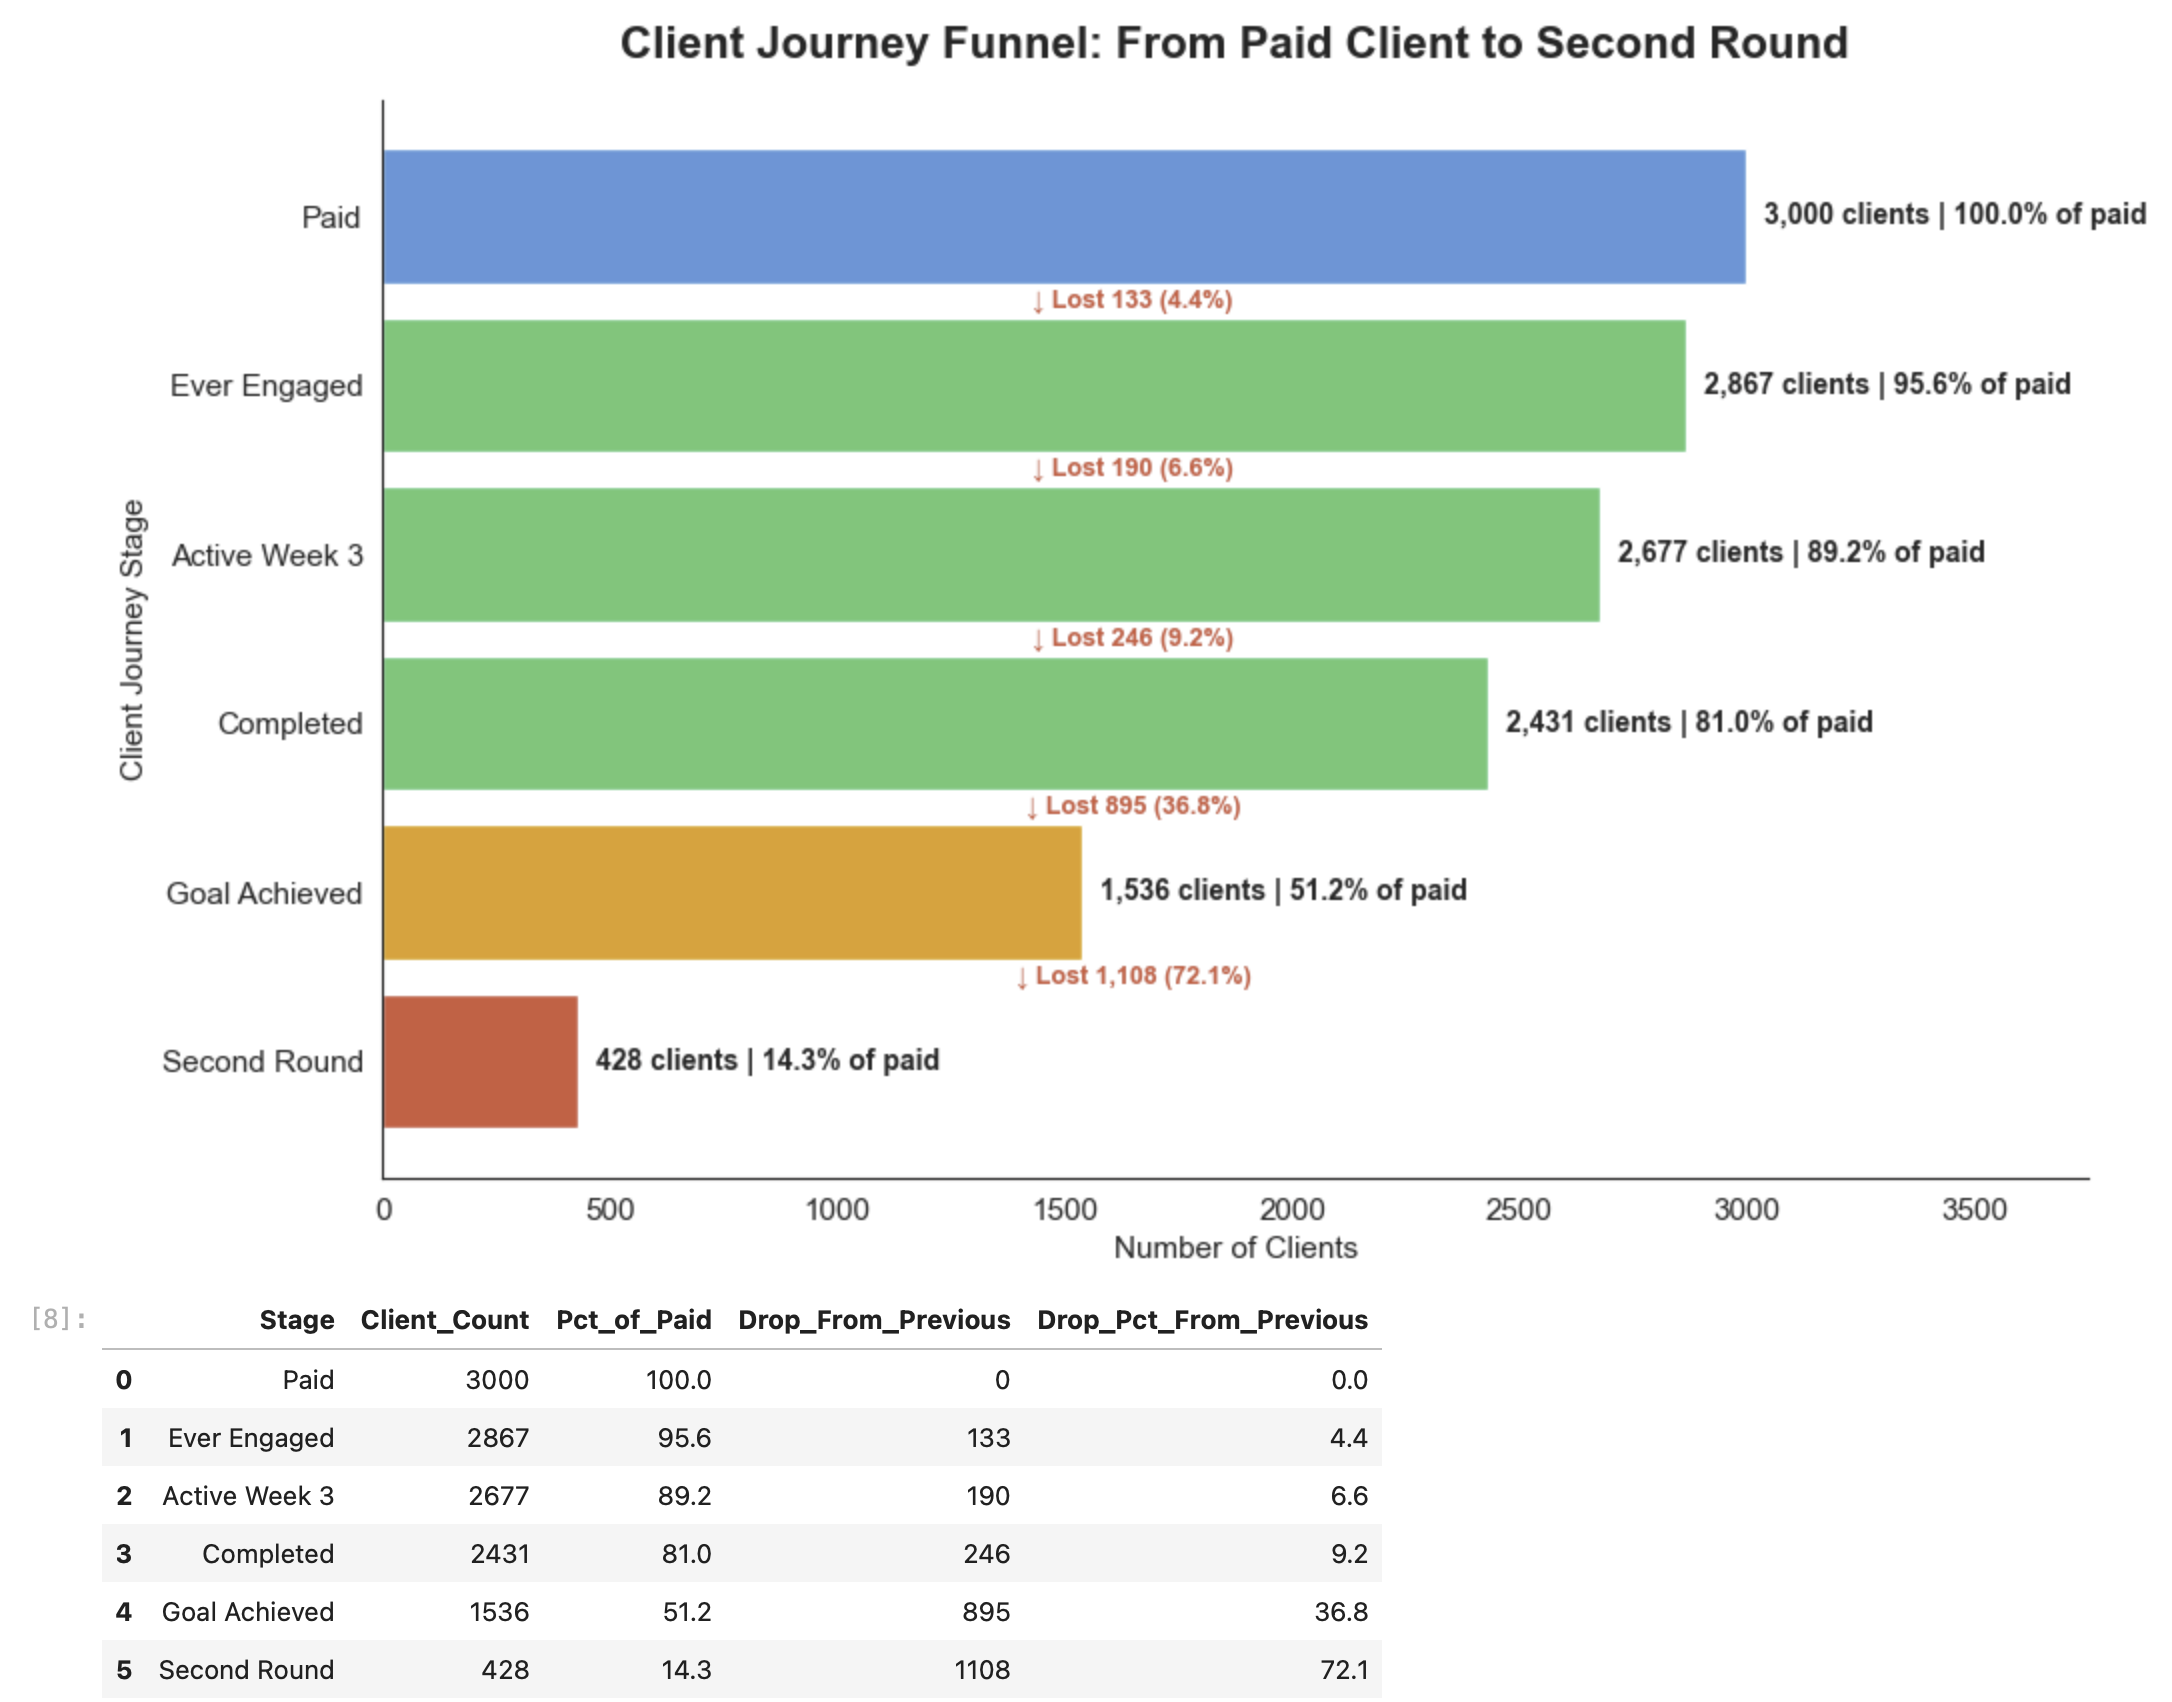 Client Journey Funnel: From Paid Client to Second Round
Client Journey Stage
Paid
3,000 clients | 100.0% of paid
↓ Lost 133 (4.4%)
Ever Engaged
2,867 clients | 95.6% of paid
↓ Lost 190 (6.6%)
Active Week 3
2,677 clients | 89.2% of paid
↓ Lost 246 (9.2%)
Completed
2,431 clients | 81.0% of paid
↓ Lost 895 (36.8%)
Goal Achieved
1,536 clients | 51.2% of paid
↓ Lost 1,108 (72.1%)
Second Round
428 clients | 14.3% of paid
0 500 1000 1500 2000 2500 3000 3500
Number of Clients
[8]:
Stage Client_Count Pct_of_Paid Drop_From_Previous Drop_Pct_From_Previous
0 Paid 3000 100.0 0 0.0
1 Ever Engaged 2867 95.6 133 4.4
2 Active Week 3 2677 89.2 190 6.6
3 Completed 2431 81.0 246 9.2
4 Goal Achieved 1536 51.2 895 36.8
5 Second Round 428 14.3 1108 72.1